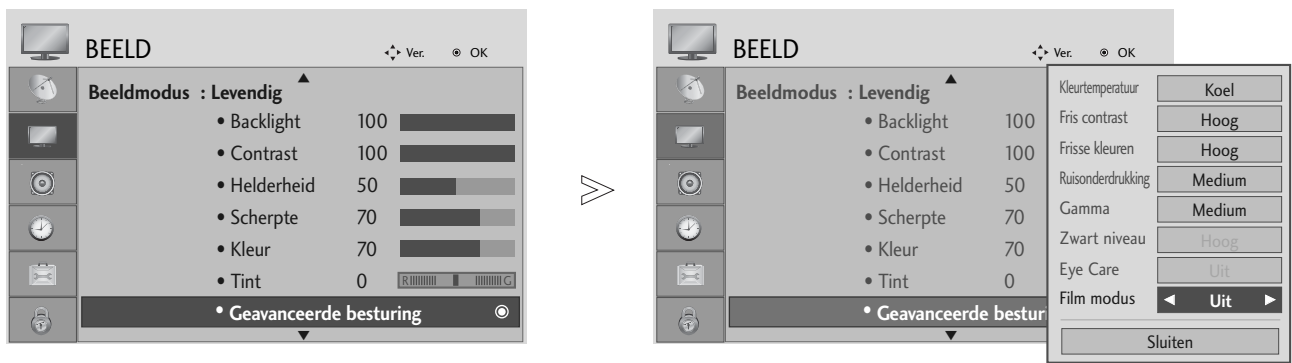 BEELD
Ver. OK
Beeldmodus : Levendig
• Backlight 100
• Contrast 100
• Helderheid 50
• Scherpte 70
• Kleur 70
• Tint 0 R G
• Geavanceerde besturing
BEELD
Ver. OK
Beeldmodus : Levendig
• Backlight 100
• Contrast 100
• Helderheid 50
• Scherpte 70
• Kleur 70
• Tint 0
• Geavanceerde bestur
Kleurtemperatuur Koel
Fris contrast Hoog
Frisse kleuren Hoog
Ruisonderdrukking Medium
Gamma Medium
Zwart niveau Hoog
Eye Care Uit
Film modus ◄ Uit ►
Sluiten